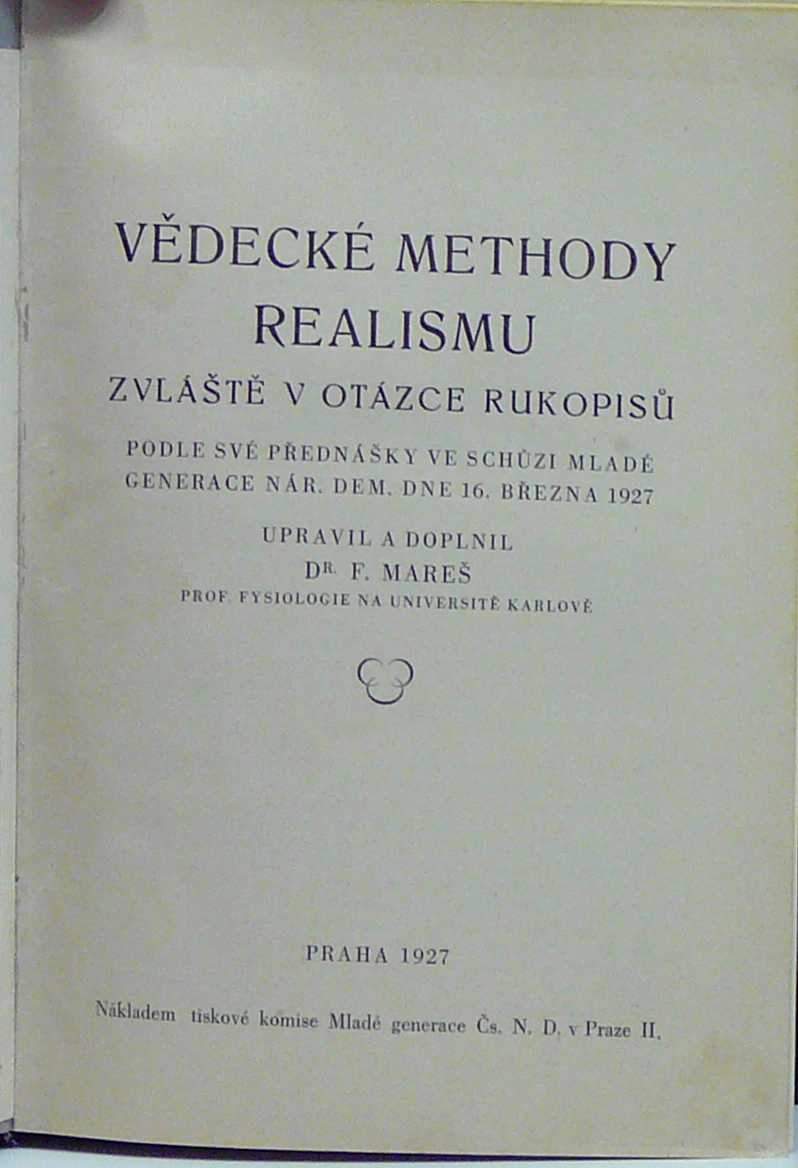 VĚDECKÉ METHODY
REALISMU
ZVLÁŠTĚ V OTÁZCE RUKOPISŮ
PODLE SVÉ PŘEDNÁŠKY VE SCHŮZI MLADÉ
GENERACE NÁR. DEM. DNE 16. BŘEZNA 1927
UPRAVIL A DOPLNIL
DR. F. MAREŠ
PROF. FYSIOLOGIE NA UNIVERSITĚ KARLOVĚ
PRAHA 1927
Nákladem tiskové komise Mladé generace Čs. N. D. v Praze II.